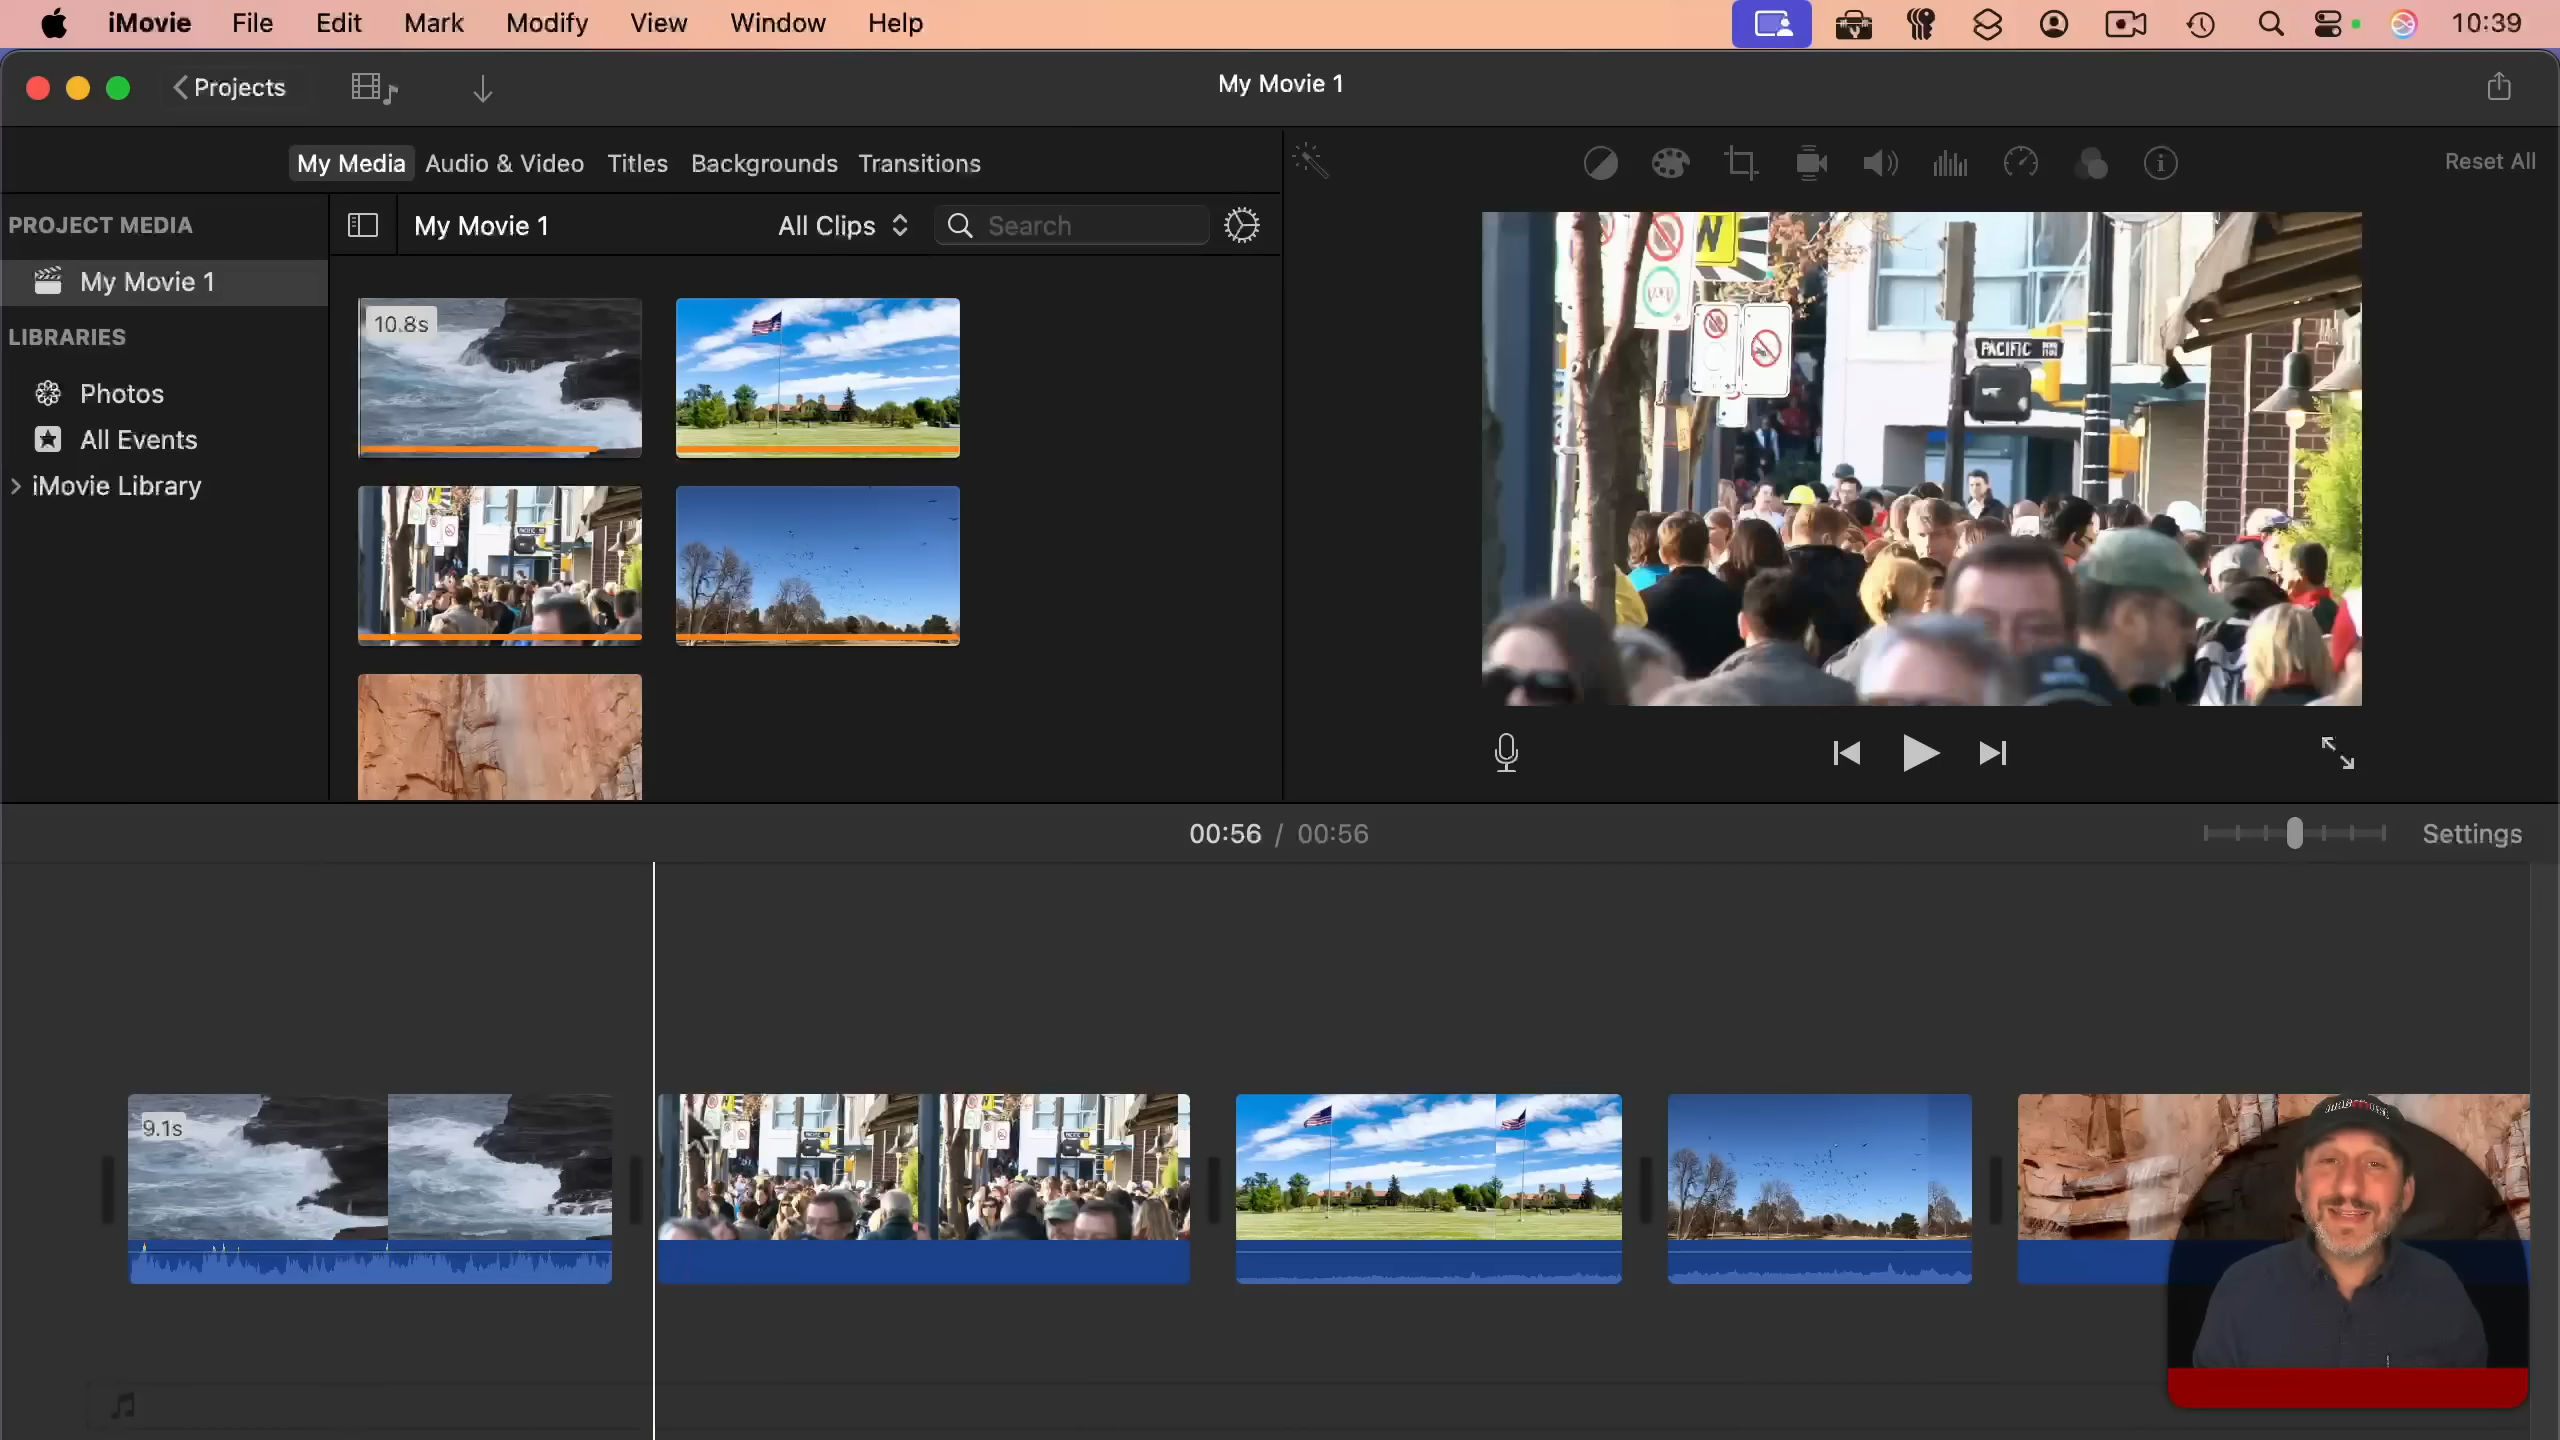 iMovie File Edit Mark Modify View Window Help 10:39
Projects My Movie 1
My Media Audio & Video Titles Backgrounds Transitions Reset All
PROJECT MEDIA
My Movie 1 All Clips Search
My Movie 1
LIBRARIES
Photos
All Events
iMovie Library
10.8s
N
PACIFIC
00:56 / 00:56 Settings
9.1s